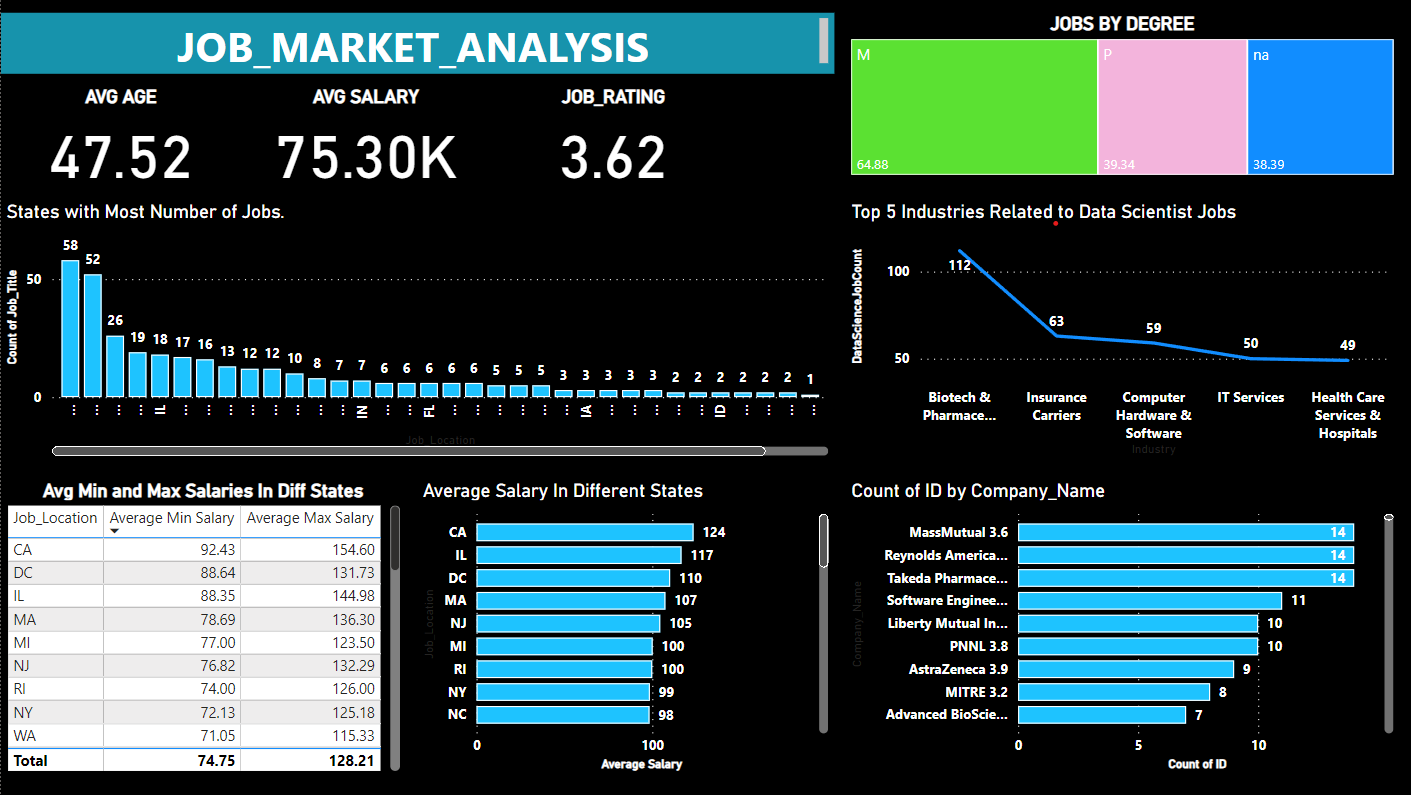 JOB_MARKET_ANALYSIS
AVG AGE
47.52
AVG SALARY
75.30K
JOB_RATING
3.62
JOBS BY DEGREE
M
64.88
P
39.34
na
38.39
States with Most Number of Jobs.
Count of Job_Title
50
0
58
52
26
19
18
17
16
13
12
12
10
8
7
7
6
6
6
6
6
5
5
5
3
3
3
3
3
2
2
2
2
2
2
1
... ... ... ... IL ... ... ... ... ... ... ... ... IN ... ... FL ... ... ... ... ... ... IA ... ... ... ... ... ID ... ... ... ...
Job_Location
Top 5 Industries Related to Data Scientist Jobs
DataScienceJobCount
100
50
112
63
59
50
49
Biotech &
Pharmace...
Insurance
Carriers
Computer
Hardware &
Software
IT Services
Health Care
Services &
Hospitals
Industry
Avg Min and Max Salaries In Diff States
Job_Location Average Min Salary Average Max Salary
CA 92.43 154.60
DC 88.64 131.73
IL 88.35 144.98
MA 78.69 136.30
MI 77.00 123.50
NJ 76.82 132.29
RI 74.00 126.00
NY 72.13 125.18
WA 71.05 115.33
Total 74.75 128.21
Average Salary In Different States
Job_Location
CA 124
IL 117
DC 110
MA 107
NJ 105
MI 100
RI 100
NY 99
NC 98
0 100
Average Salary
Count of ID by Company_Name
Company_Name
MassMutual 3.6 14
Reynolds America... 14
Takeda Pharmace... 14
Software Enginee... 11
Liberty Mutual In... 10
PNNL 3.8 10
AstraZeneca 3.9 9
MITRE 3.2 8
Advanced BioScie... 7
0 5 10
Count of ID